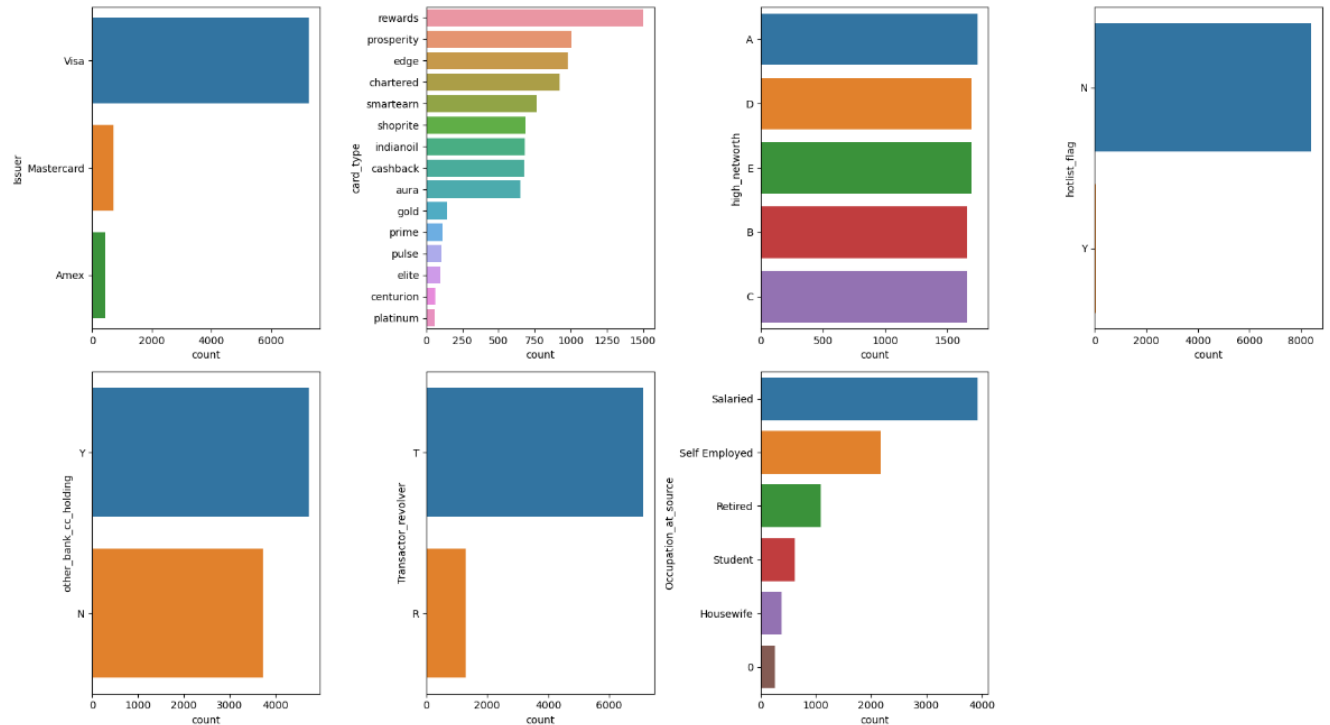 Issuer
Visa
Mastercard
Amex
0 2000 4000 6000
count
card_type
rewards
prosperity
edge
chartered
smartearn
shoprite
indianoil
cashback
aura
gold
prime
pulse
elite
centurion
platinum
0 250 500 750 1000 1250 1500
count
high_networth
A
D
E
B
C
0 500 1000 1500
count
hotlist_flag
N
Y
0 2000 4000 6000 8000
count
other_bank_cc_holding
Y
N
0 1000 2000 3000 4000
count
Transactor_revolver
T
R
0 2000 4000 6000
count
Occupation_at_source
Salaried
Self Employed
Retired
Student
Housewife
0
0 1000 2000 3000 4000
count